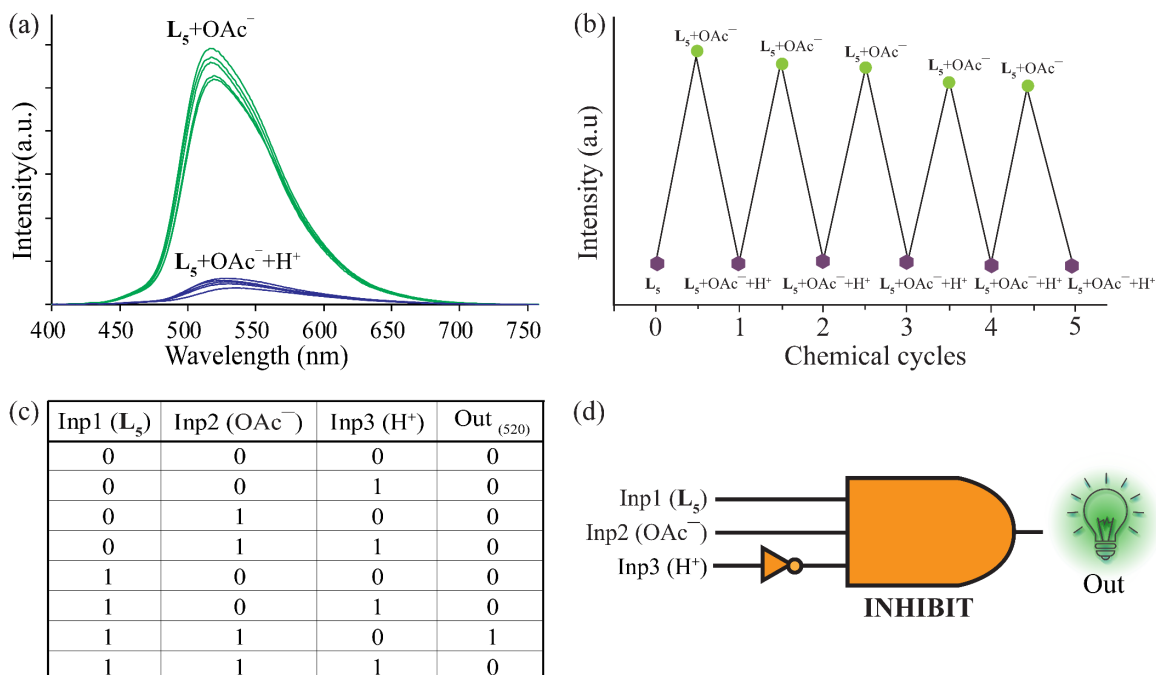 (a)
L₅+OAc⁻
L₅+OAc⁻+H⁺
Intensity(a.u.)
400 450 500 550 600 650 700 750
Wavelength (nm)
(b)
L₅+OAc⁻ L₅+OAc⁻ L₅+OAc⁻ L₅+OAc⁻ L₅+OAc⁻
Intensity (a.u)
L₅ L₅+OAc⁻+H⁺ L₅+OAc⁻+H⁺ L₅+OAc⁻+H⁺ L₅+OAc⁻+H⁺ L₅+OAc⁻+H⁺
0 1 2 3 4 5
Chemical cycles
(c)
Inp1 (L₅) Inp2 (OAc⁻) Inp3 (H⁺) Out ₍₅₂₀₎
0 0 0 0
0 0 1 0
0 1 0 0
0 1 1 0
1 0 0 0
1 0 1 0
1 1 0 1
1 1 1 0
(d)
Inp1 (L₅)
Inp2 (OAc⁻)
Inp3 (H⁺)
INHIBIT
Out